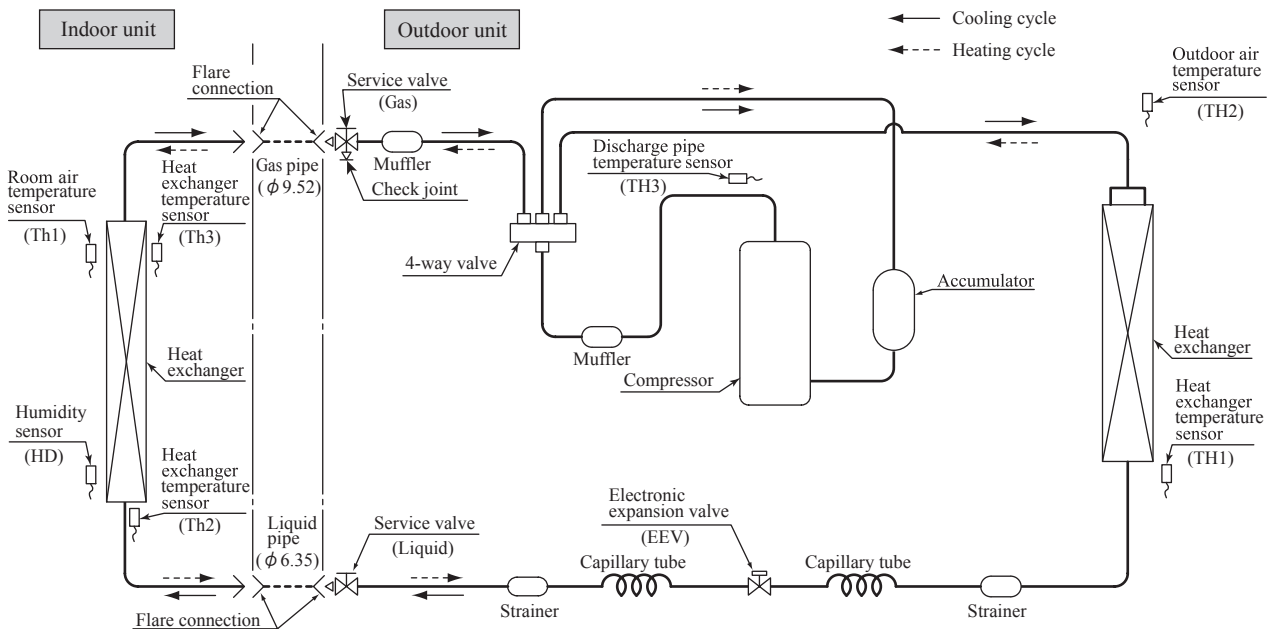 Indoor unit
Outdoor unit
Cooling cycle
Heating cycle
Flare
connection
Service valve
(Gas)
Outdoor air
temperature
sensor
(TH2)
Room air
temperature
sensor
(Th1)
Heat
exchanger
temperature
sensor
(Th3)
Gas pipe
(ϕ9.52)
Muffler
Check joint
Discharge pipe
temperature sensor
(TH3)
4-way valve
Accumulator
Muffler
Compressor
Heat
exchanger
Heat
exchanger
Humidity
sensor
(HD)
Heat
exchanger
temperature
sensor
(TH1)
Heat
exchanger
temperature
sensor
(Th2)
Liquid
pipe
(ϕ6.35)
Service valve
(Liquid)
Electronic
expansion valve
(EEV)
Capillary tube
Capillary tube
Strainer
Strainer
Flare connection